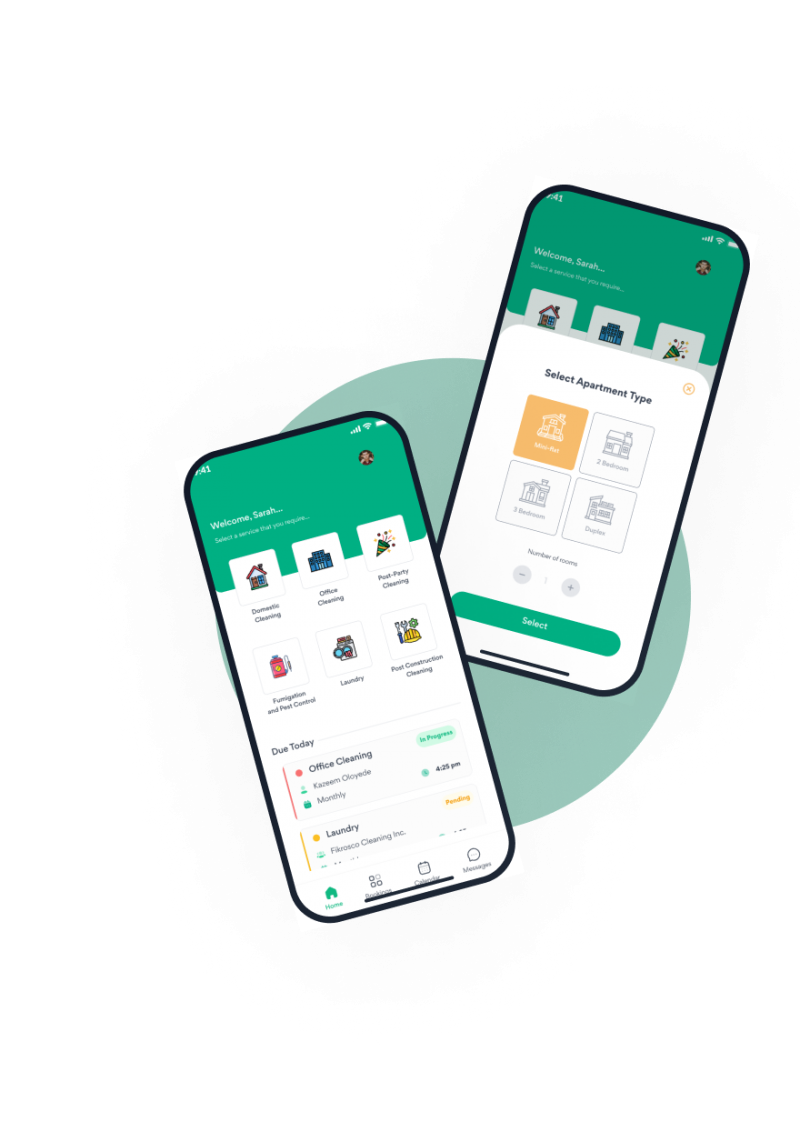 9:41
Welcome, Sarah...
Select a service that you require...
Domestic
Cleaning
Office
Cleaning
Post-Party
Cleaning
Fumigation
and Pest Control
Laundry
Post Construction
Cleaning
Due Today
Office Cleaning
In Progress
Kazeem Oloyede
Monthly
4:25 pm
Laundry
Pending
Fikrosco Cleaning Inc.
Home
Bookings
Calendar
Messages
9:41
Welcome, Sarah...
Select a service that you require...
Select Apartment Type
Mini-flat
2 Bedroom
3 Bedroom
Duplex
Number of rooms
− 1 +
Select